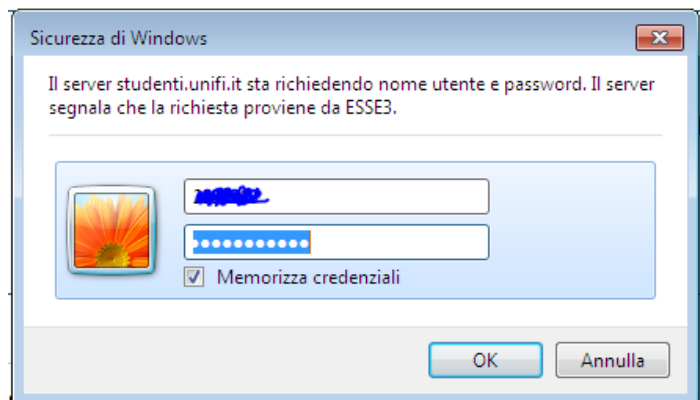 Sicurezza di Windows
Il server studenti.unifi.it sta richiedendo nome utente e password. Il server
segnala che la richiesta proviene da ESSE3.
Memorizza credenziali
OK
Annulla